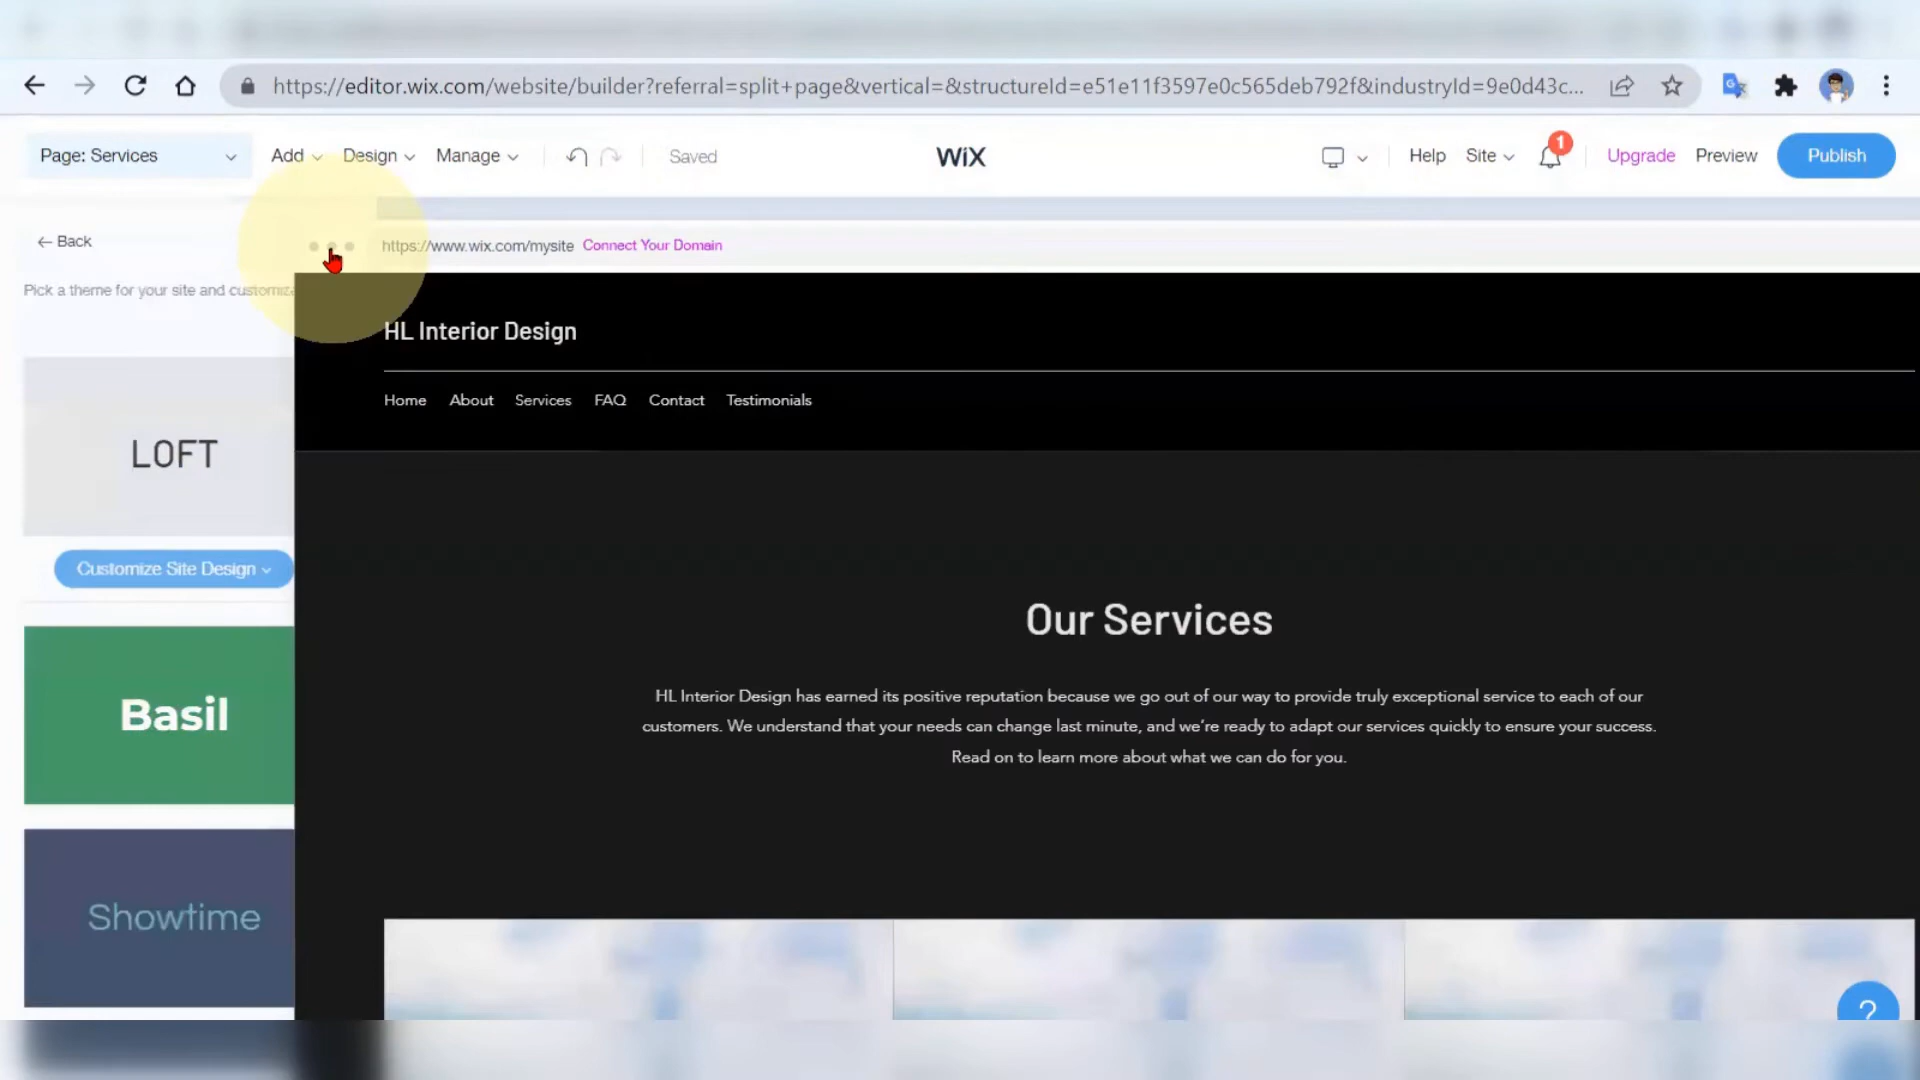 https://editor.wix.com/website/builder?referral=split+page&vertical=&structureId=e51e11f3597e0c565deb792f&industryId=9e0d43c...
Page: Services Add Design Manage Saved WiX Help Site 1 Upgrade Preview Publish
← Back
https://www.wix.com/mysite Connect Your Domain
Pick a theme for your site and customiz
HL Interior Design
Home About Services FAQ Contact Testimonials
LOFT
Customize Site Design
Our Services
HL Interior Design has earned its positive reputation because we go out of our way to provide truly exceptional service to each of our
customers. We understand that your needs can change last minute, and we're ready to adapt our services quickly to ensure your success.
Read on to learn more about what we can do for you.
Basil
Showtime
?